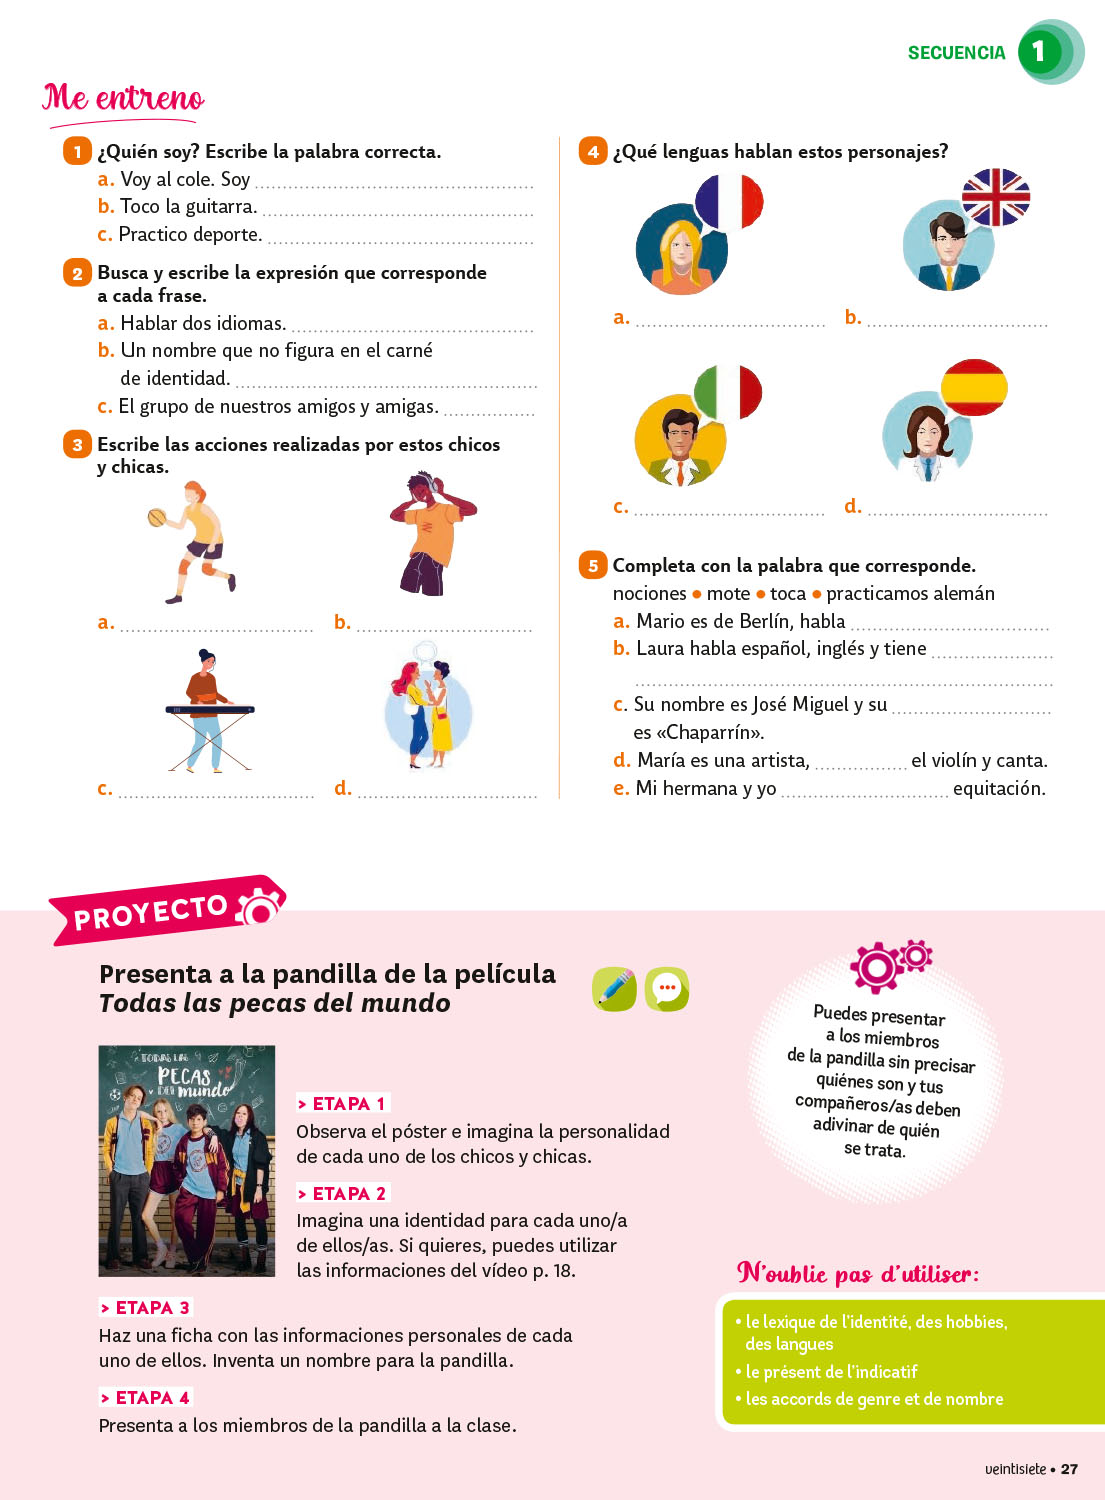 SECUENCIA 1
Me entreno
1 ¿Quién soy? Escribe la palabra correcta.
a. Voy al cole. Soy
b. Toco la guitarra.
c. Practico deporte.
2 Busca y escribe la expresión que corresponde
a cada frase.
a. Hablar dos idiomas.
b. Un nombre que no figura en el carné
de identidad.
c. El grupo de nuestros amigos y amigas.
3 Escribe las acciones realizadas por estos chicos
y chicas.
a.
b.
c.
d.
4 ¿Qué lenguas hablan estos personajes?
a.
b.
c.
d.
5 Completa con la palabra que corresponde.
nociones • mote • toca • practicamos alemán
a. Mario es de Berlín, habla
b. Laura habla español, inglés y tiene
c. Su nombre es José Miguel y su
es «Chaparrín».
d. María es una artista, el violín y canta.
e. Mi hermana y yo equitación.
PROYECTO
Presenta a la pandilla de la película
Todas las pecas del mundo
TODAS LAS
PECAS
DEL mundo
> ETAPA 1
Observa el póster e imagina la personalidad
de cada uno de los chicos y chicas.
> ETAPA 2
Imagina una identidad para cada uno/a
de ellos/as. Si quieres, puedes utilizar
las informaciones del vídeo p. 18.
> ETAPA 3
Haz una ficha con las informaciones personales de cada
uno de ellos. Inventa un nombre para la pandilla.
> ETAPA 4
Presenta a los miembros de la pandilla a la clase.
Puedes presentar
a los miembros
de la pandilla sin precisar
quiénes son y tus
compañeros/as deben
adivinar de quién
se trata.
N'oublie pas d'utiliser:
• le lexique de l'identité, des hobbies,
des langues
• le présent de l'indicatif
• les accords de genre et de nombre
veintisiete • 27